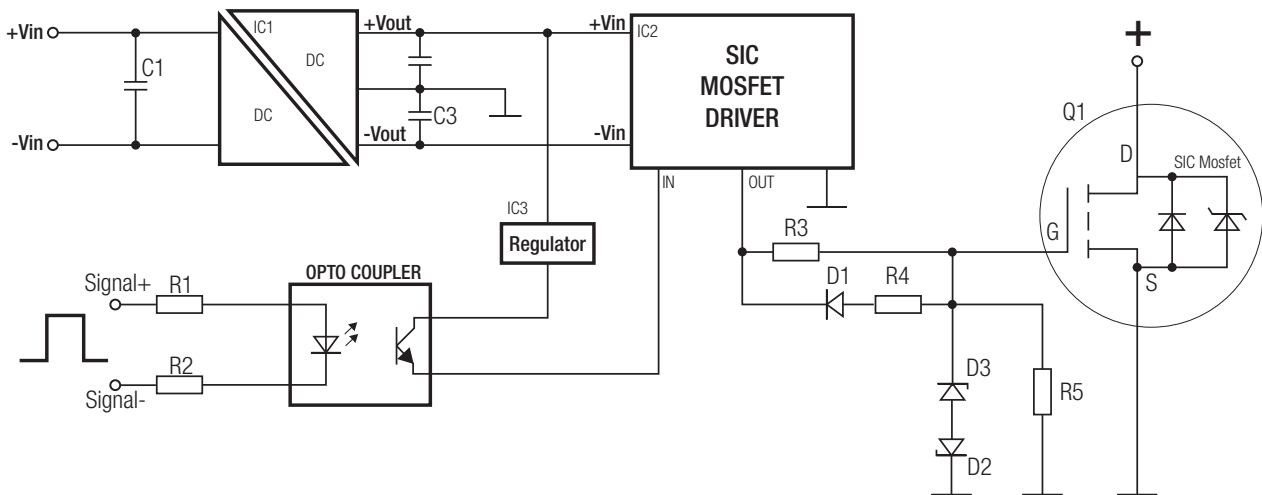 +Vin
-Vin
C1
IC1
DC
DC
+Vout
-Vout
C3
+Vin
-Vin
IC2
SIC
MOSFET
DRIVER
IN
OUT
IC3
Regulator
OPTO COUPLER
Signal+
Signal-
R1
R2
R3
D1
R4
D3
D2
R5
+
Q1
D
SIC Mosfet
G
S